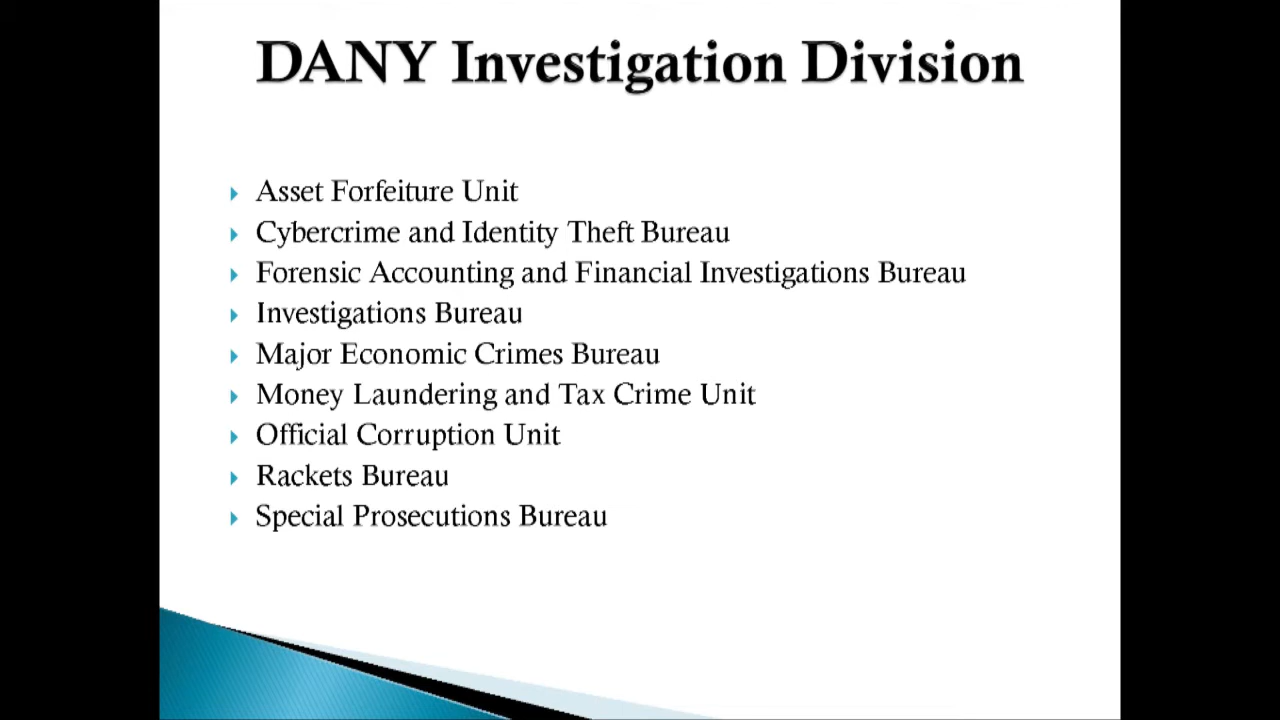 DANY Investigation Division
Asset Forfeiture Unit
Cybercrime and Identity Theft Bureau
Forensic Accounting and Financial Investigations Bureau
Investigations Bureau
Major Economic Crimes Bureau
Money Laundering and Tax Crime Unit
Official Corruption Unit
Rackets Bureau
Special Prosecutions Bureau